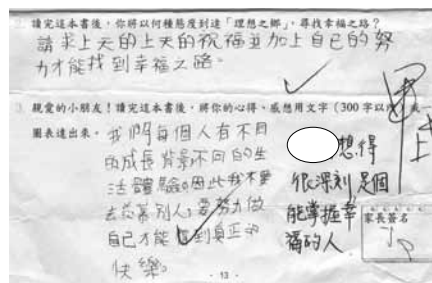 2. 讀完這本書後，你將以何種態度到達「理想之鄉」，尋找幸福之路？
請求上天的上天的祝福並加上自己的努
力才能找到幸福之路。
3. 親愛的小朋友！讀完這本書後，將你的心得、感想用文字（300字以內）或
圖表達出來。
我們每個人有不同
的成長背景不同的生
活體驗。因此我不要
去羨慕別人，要努力做
自己才能得到真正的
快樂。
想得
很深刻是個
能掌握幸
福的人
甲上
家長簽名
· 13 ·